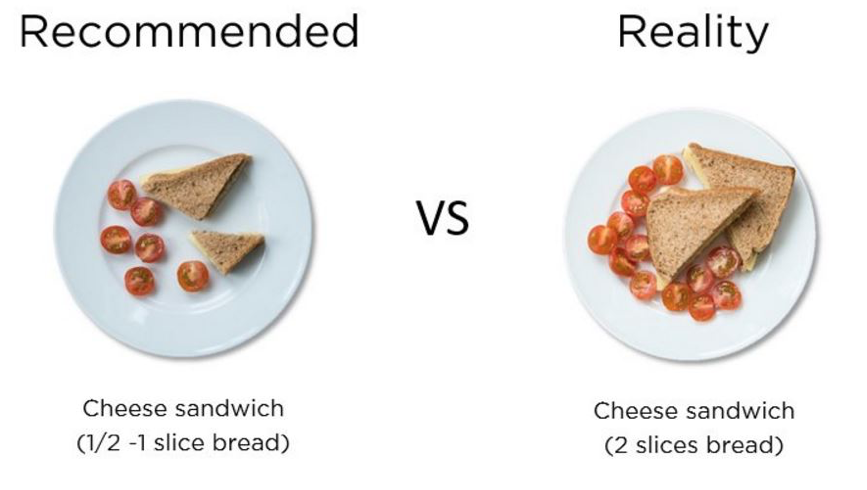 Recommended
Reality
VS
Cheese sandwich
(1/2 -1 slice bread)
Cheese sandwich
(2 slices bread)